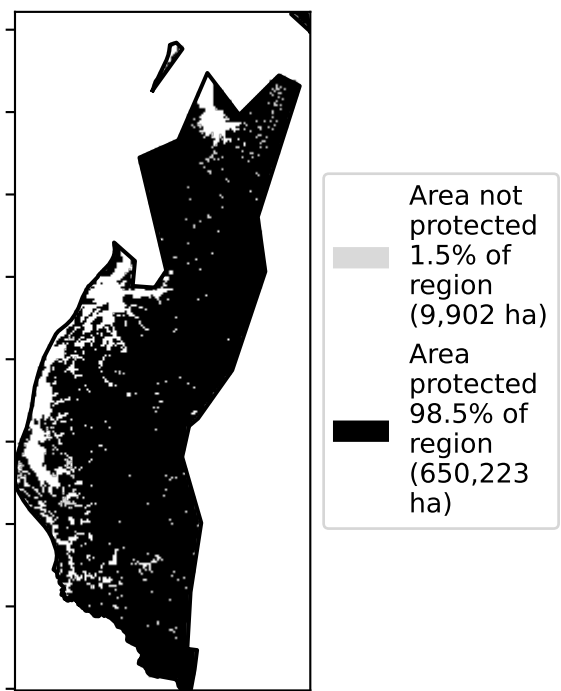 Area not
protected
1.5% of
region
(9,902 ha)
Area
protected
98.5% of
region
(650,223
ha)